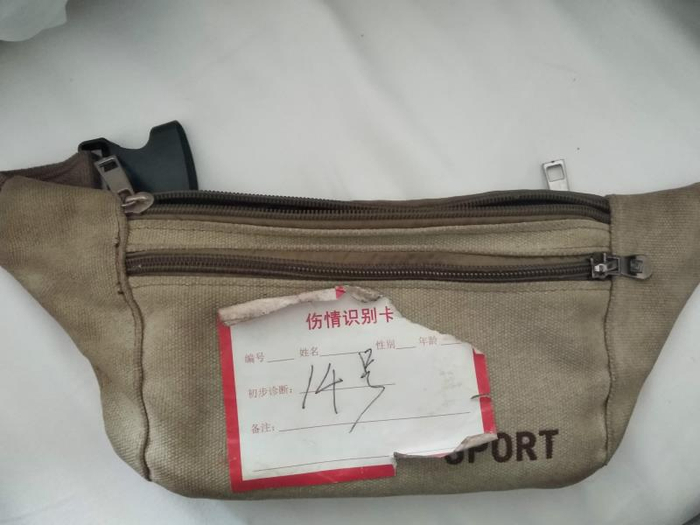 伤情识别卡
编号 姓名 性别 年龄
初步诊断： 14号
备注：
SPORT